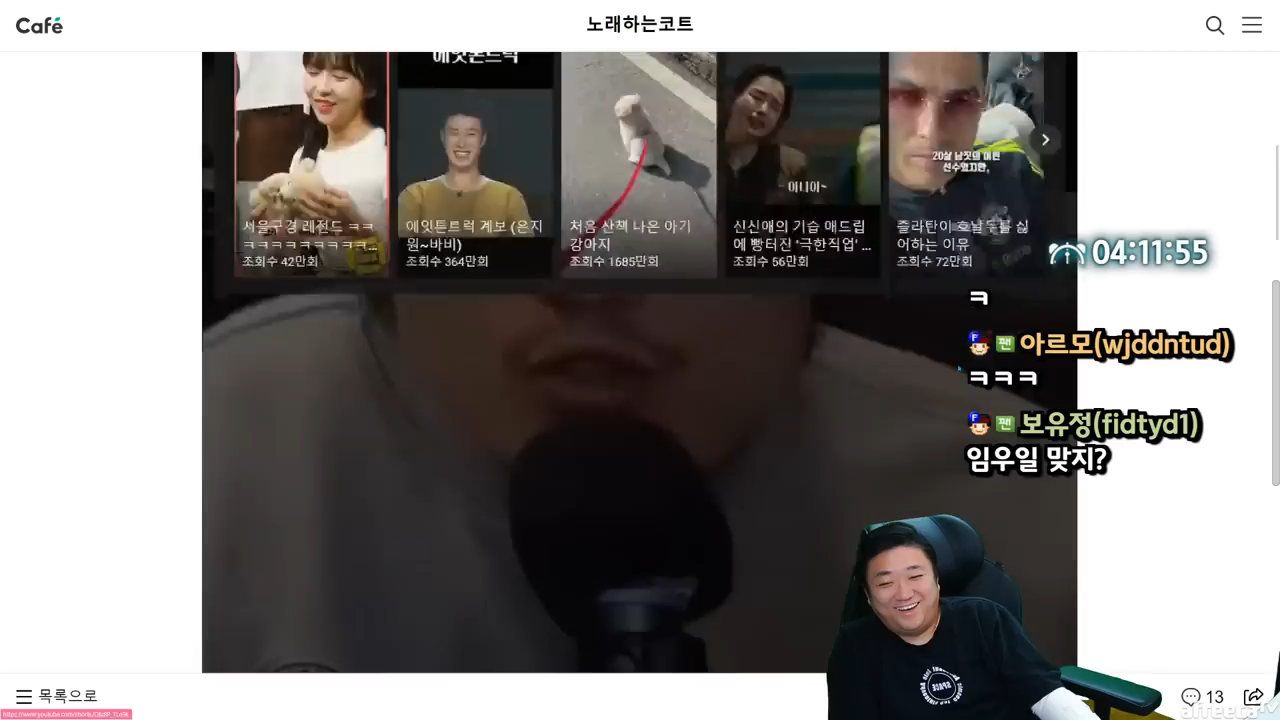 Café
노래하는코트
에잇톤트럭
20살 남짓의 어린
선수였지만,
- 아니아~
서울구경 레전드 ㅋㅋ
ㅋㅋㅋㅋㅋㅋㅋㅋㅋ...
조회수 42만회
에잇톤트럭 계보 (은지
원~바비)
조회수 364만회
처음 산책 나온 아기
강아지
조회수 1685만회
신신애의 기습 애드립
에 빵터진 '극한직업' ...
조회수 56만회
즐라탄이 호날두를 싫
어하는 이유
조회수 72만회
04:11:55
ㅋ
팬 아르모(wjddntud)
ㅋㅋㅋ
팬 보유정(fidtyd1)
임우일 맞지?
목록으로
13
afreecaTV